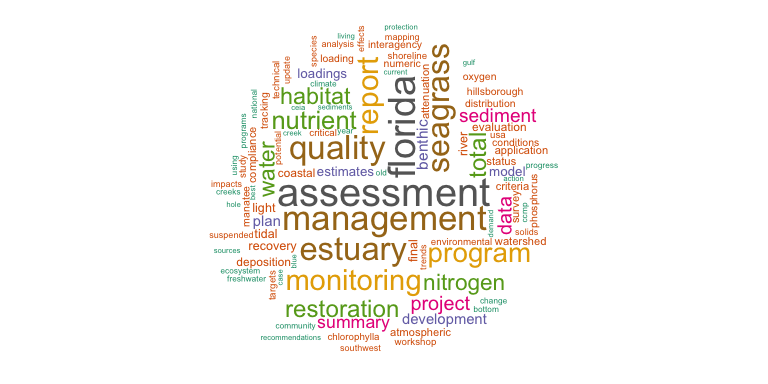 protection
living
mapping
effects
species
analysis
interagency
shoreline
loading
numeric
gulf
technical
update
loadings
current
report
florida
attenuation
seagrass
oxygen
climate
habitat
hillsborough
national
tracking
ceia
sediments
distribution
nutrient
creek
critical
year
sediment
programs
compliance
potential
quality
benthic
total
river
evaluation
usa
conditions
application
using
study
water
coastal
estimates
old
model
status
progress
impacts
creeks
best
manatee
assessment
action
criteria
hole
light
management
data
survey
ccmp
phosphorus
plan
demand
suspended
tidal
solids
sources
recovery
estuary
final
environmental
watershed
trends
program
deposition
blue
ecosystem
freshwater
targets
case
monitoring
nitrogen
restoration
project
change
bottom
community
summary
development
recommendations
chlorophylla
atmospheric
workshop
southwest